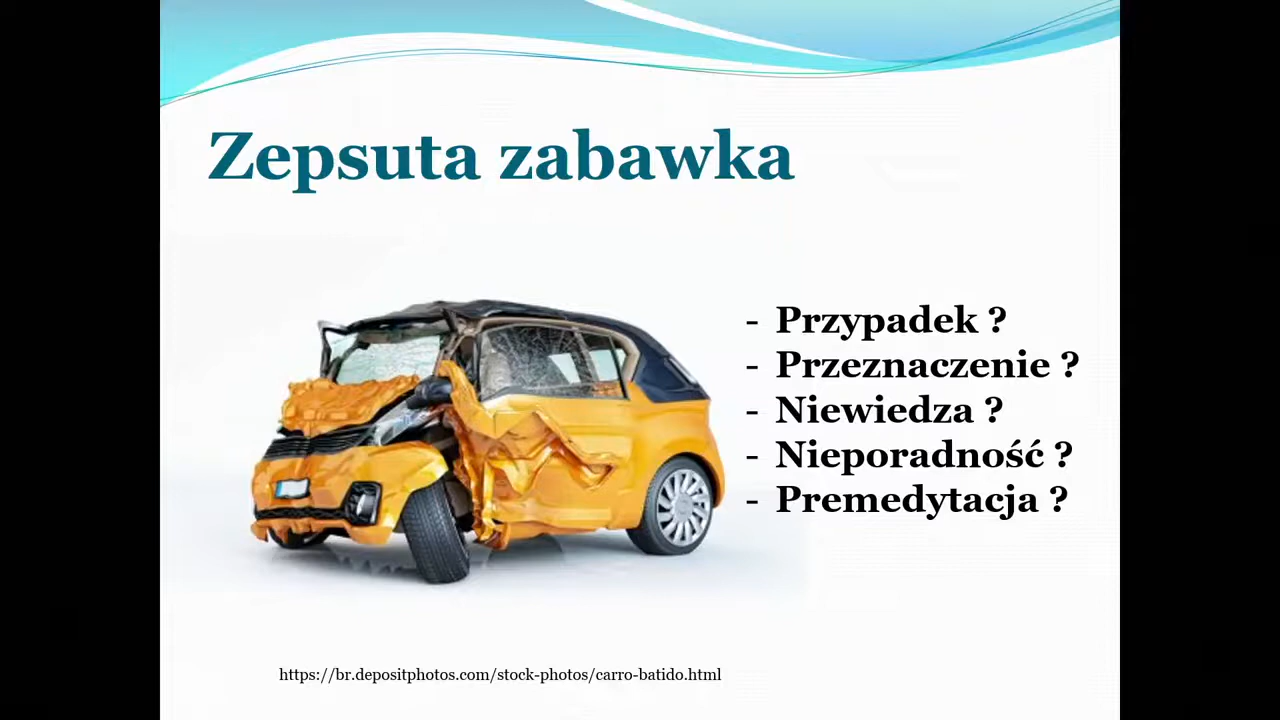 Zepsuta zabawka
- Przypadek ?
- Przeznaczenie ?
- Niewiedza ?
- Nieporadność ?
- Premedytacja ?
https://br.depositphotos.com/stock-photos/carro-batido.html